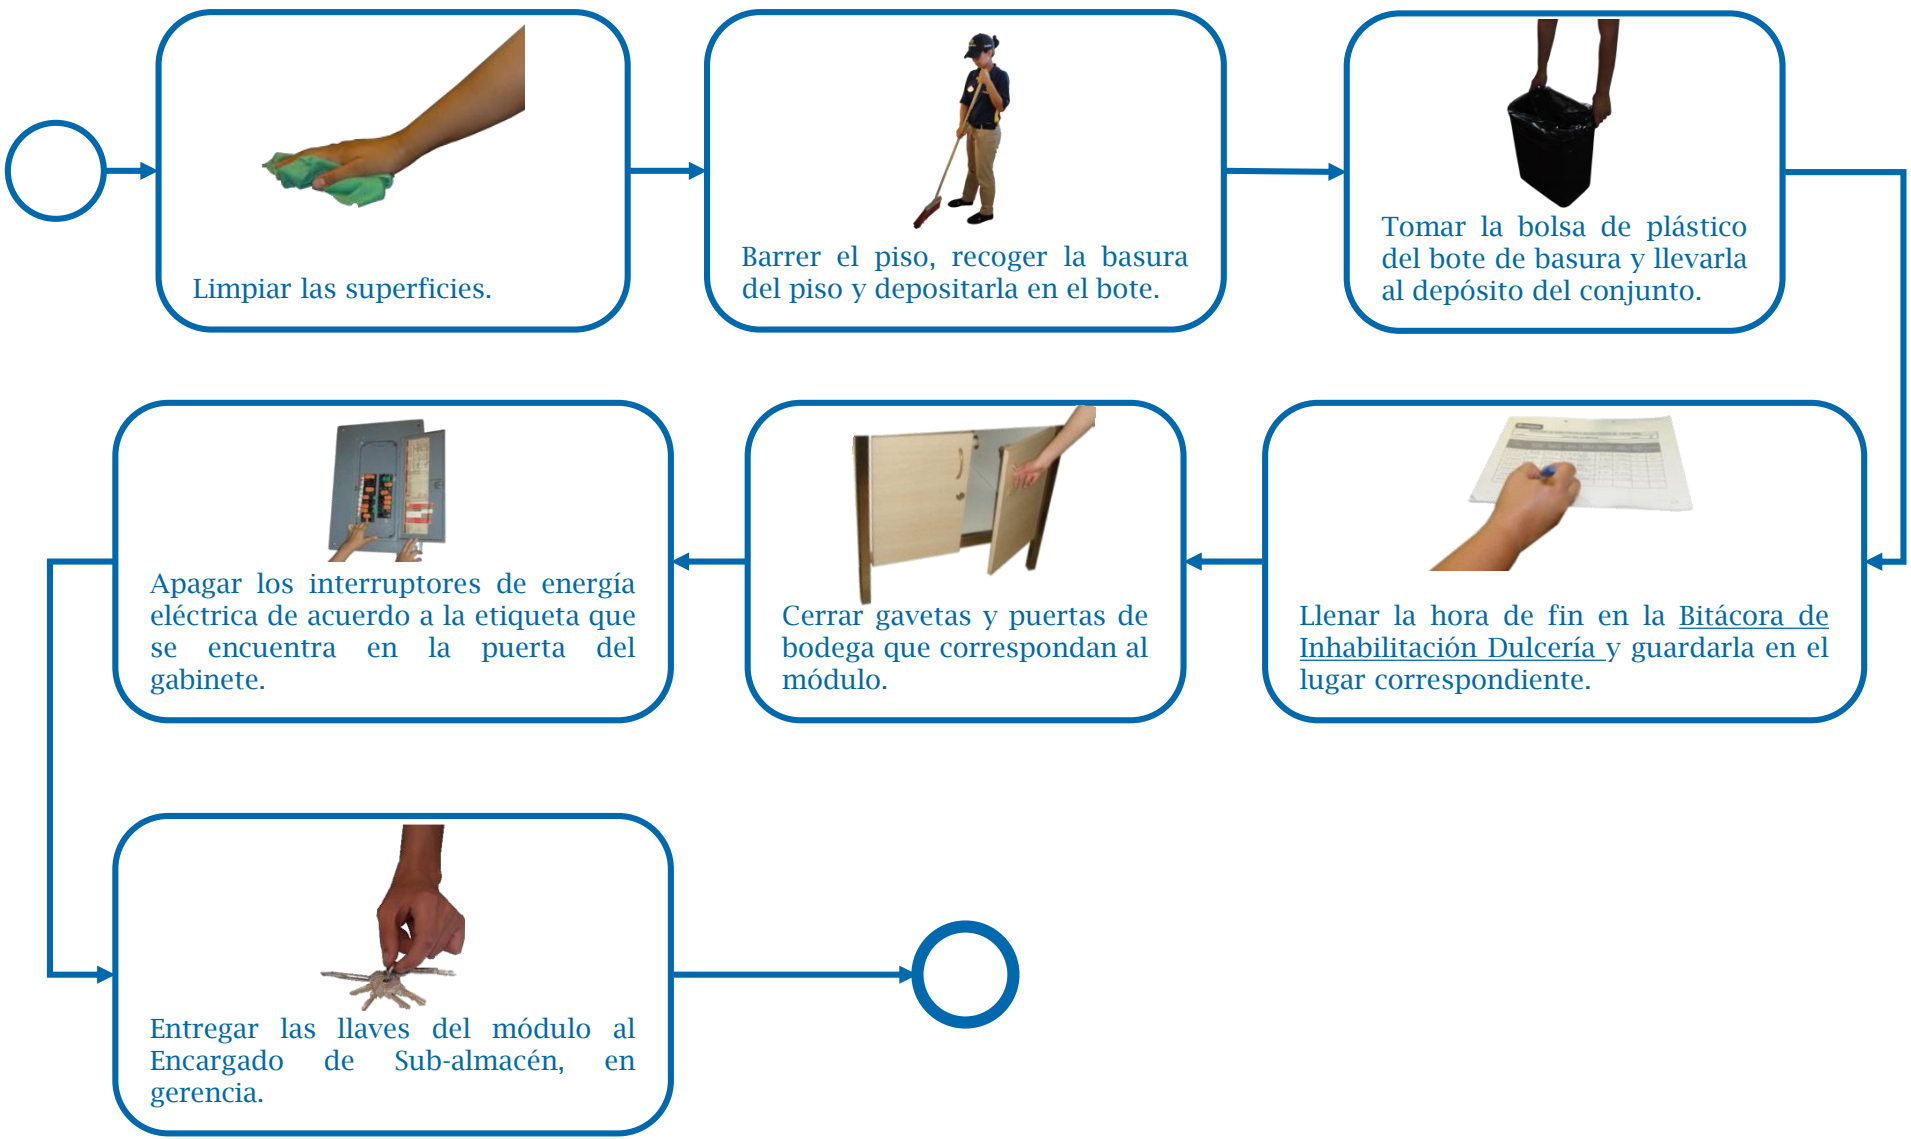 Limpiar las superficies.
Barrer el piso, recoger la basura
del piso y depositarla en el bote.
Tomar la bolsa de plástico
del bote de basura y llevarla
al depósito del conjunto.
Llenar la hora de fin en la Bitácora de
Inhabilitación Dulcería y guardarla en el
lugar correspondiente.
Cerrar gavetas y puertas de
bodega que correspondan al
módulo.
Apagar los interruptores de energía
eléctrica de acuerdo a la etiqueta que
se encuentra en la puerta del
gabinete.
Entregar las llaves del módulo al
Encargado de Sub-almacén, en
gerencia.